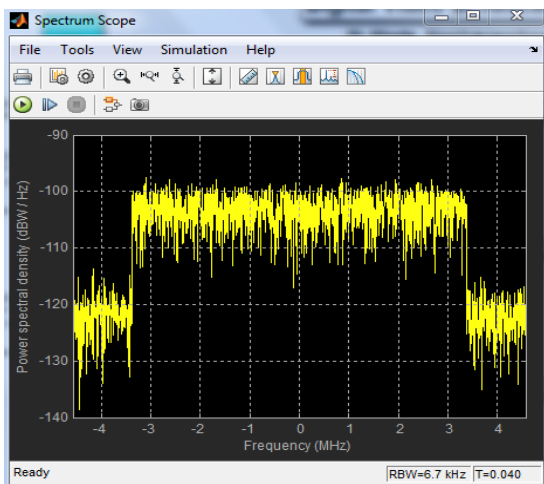 Spectrum Scope
File Tools View Simulation Help
Power spectral density (dBW / Hz)
-90
-100
-110
-120
-130
-140
-4 -3 -2 -1 0 1 2 3 4
Frequency (MHz)
Ready RBW=6.7 kHz T=0.040